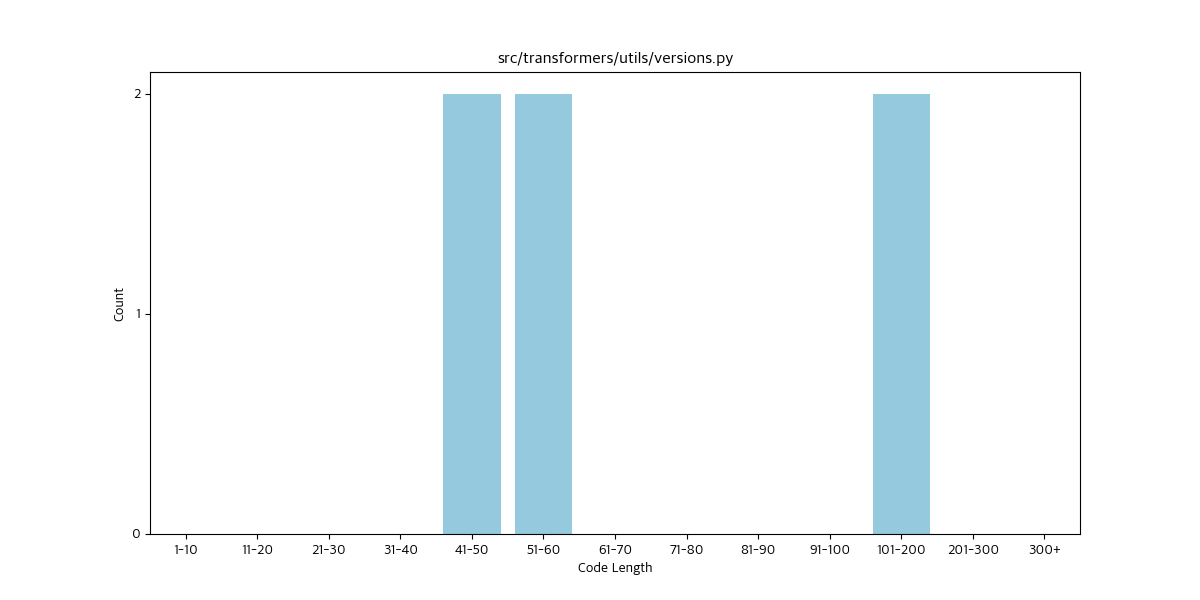 src/transformers/utils/versions.py
2
1
0
Count
1-10 11-20 21-30 31-40 41-50 51-60 61-70 71-80 81-90 91-100 101-200 201-300 300+
Code Length